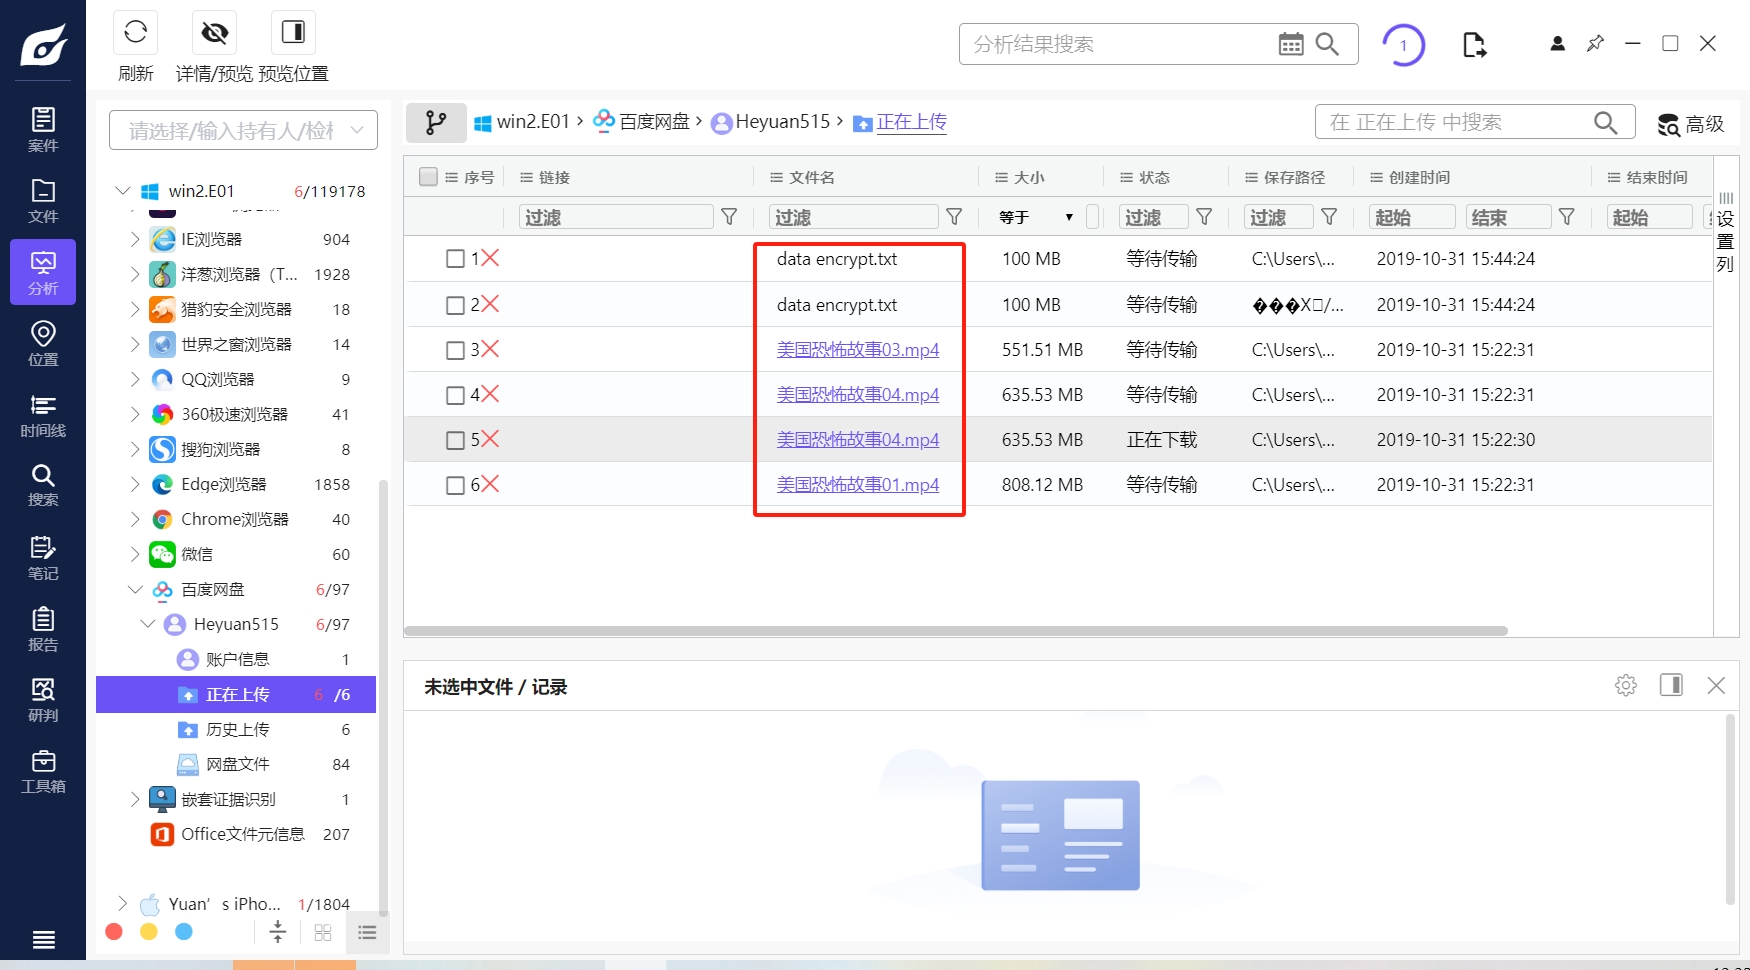 刷新
详情/预览 预览位置
分析结果搜索
1
案件
文件
分析
位置
时间线
搜索
笔记
报告
研判
工具箱
请选择/输入持有人/检材
win2.E01 6/119178
IE浏览器 904
洋葱浏览器（T... 1928
猎豹安全浏览器 18
世界之窗浏览器 14
QQ浏览器 9
360极速浏览器 41
搜狗浏览器 8
Edge浏览器 1858
Chrome浏览器 40
微信 60
百度网盘 6/97
Heyuan515 6/97
账户信息 1
正在上传 6 /6
历史上传 6
网盘文件 84
嵌套证据识别 1
Office文件元信息 207
Yuan’s iPho... 1/1804
win2.E01 › 百度网盘 › Heyuan515 › 正在上传
在 正在上传 中搜索
高级
序号 链接 文件名 大小 状态 保存路径 创建时间 结束时间
过滤 过滤 等于 过滤 过滤 起始 结束 起始
1 data encrypt.txt 100 MB 等待传输 C:\Users\... 2019-10-31 15:44:24
2 data encrypt.txt 100 MB 等待传输 ���X□/... 2019-10-31 15:44:24
3 美国恐怖故事03.mp4 551.51 MB 等待传输 C:\Users\... 2019-10-31 15:22:31
4 美国恐怖故事04.mp4 635.53 MB 等待传输 C:\Users\... 2019-10-31 15:22:31
5 美国恐怖故事04.mp4 635.53 MB 正在下载 C:\Users\... 2019-10-31 15:22:30
6 美国恐怖故事01.mp4 808.12 MB 等待传输 C:\Users\... 2019-10-31 15:22:31
设置列
未选中文件 / 记录